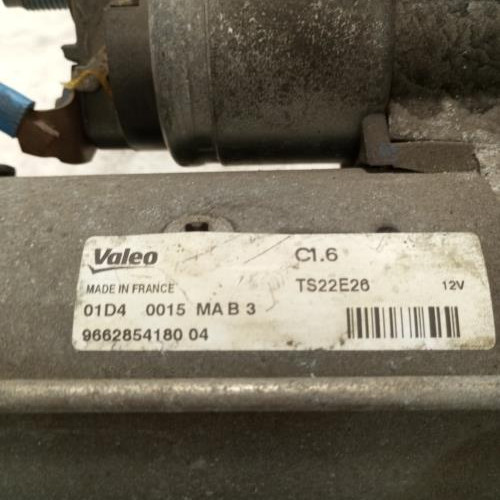 Valeo C1.6
MADE IN FRANCE TS22E26 12V
01D4 0015 MA B 3
9662854180 04